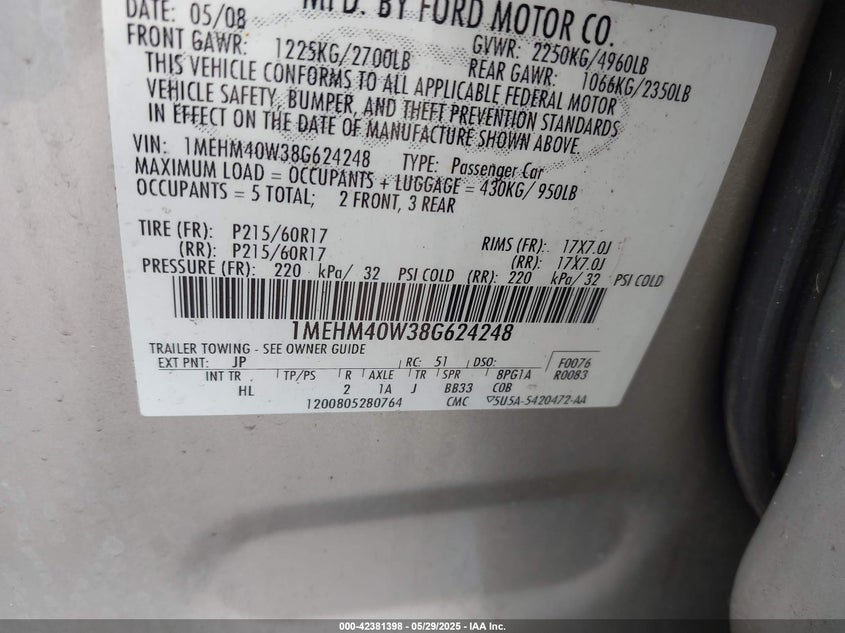 DATE: 05/08 MFD. BY FORD MOTOR CO.
FRONT GAWR: 1225KG/2700LB GVWR: 2250KG/4960LB
REAR GAWR: 1066KG/2350LB
THIS VEHICLE CONFORMS TO ALL APPLICABLE FEDERAL MOTOR
VEHICLE SAFETY, BUMPER, AND THEFT PREVENTION STANDARDS
IN EFFECT ON THE DATE OF MANUFACTURE SHOWN ABOVE.
VIN: 1MEHM40W38G624248 TYPE: Passenger Car
MAXIMUM LOAD = OCCUPANTS + LUGGAGE = 430KG/ 950LB
OCCUPANTS = 5 TOTAL; 2 FRONT, 3 REAR
TIRE (FR): P215/60R17 RIMS (FR): 17X7.0J
(RR): P215/60R17 (RR): 17X7.0J
PRESSURE (FR): 220 kPa/ 32 PSI COLD (RR): 220 kPa/ 32 PSI COLD
1MEHM40W38G624248
TRAILER TOWING - SEE OWNER GUIDE
EXT PNT: JP RC: 51 DSO: F0076
INT TR TP/PS R AXLE TR SPR 8PG1A R0083
HL 2 1A J BB33 COB
1200805280764 CMC 5U5A-5420472-AA
000-42381398 - 05/29/2025 - IAA Inc.